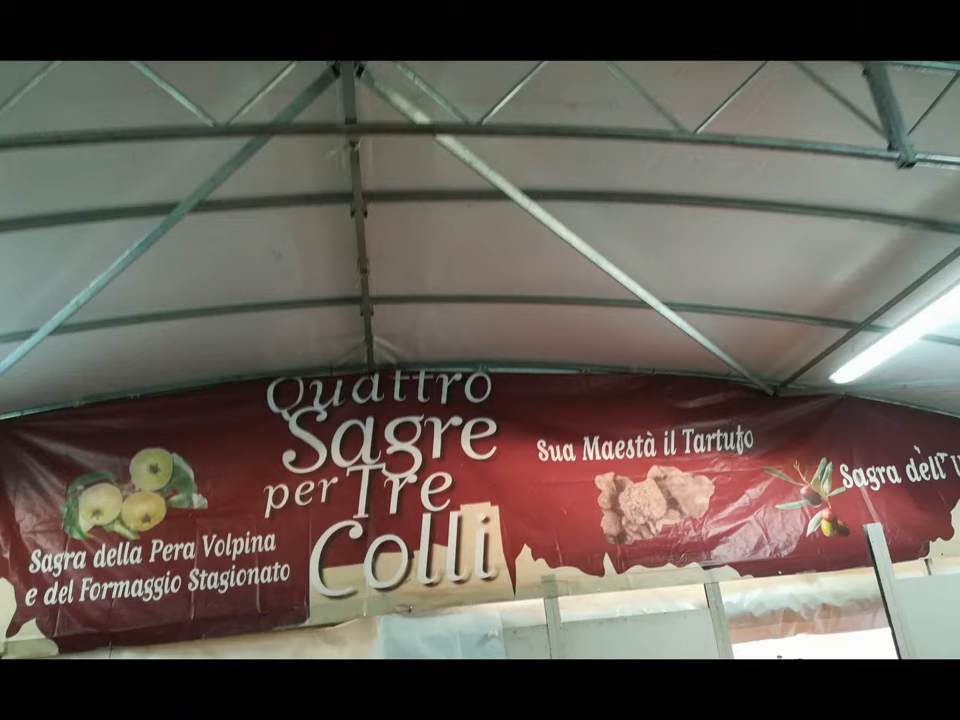 Quattro
Sagre
per Tre
Colli
Sagra della Pera Volpina
e del Formaggio Stagionato
Sua Maestà il Tartufo
Sagra dell'